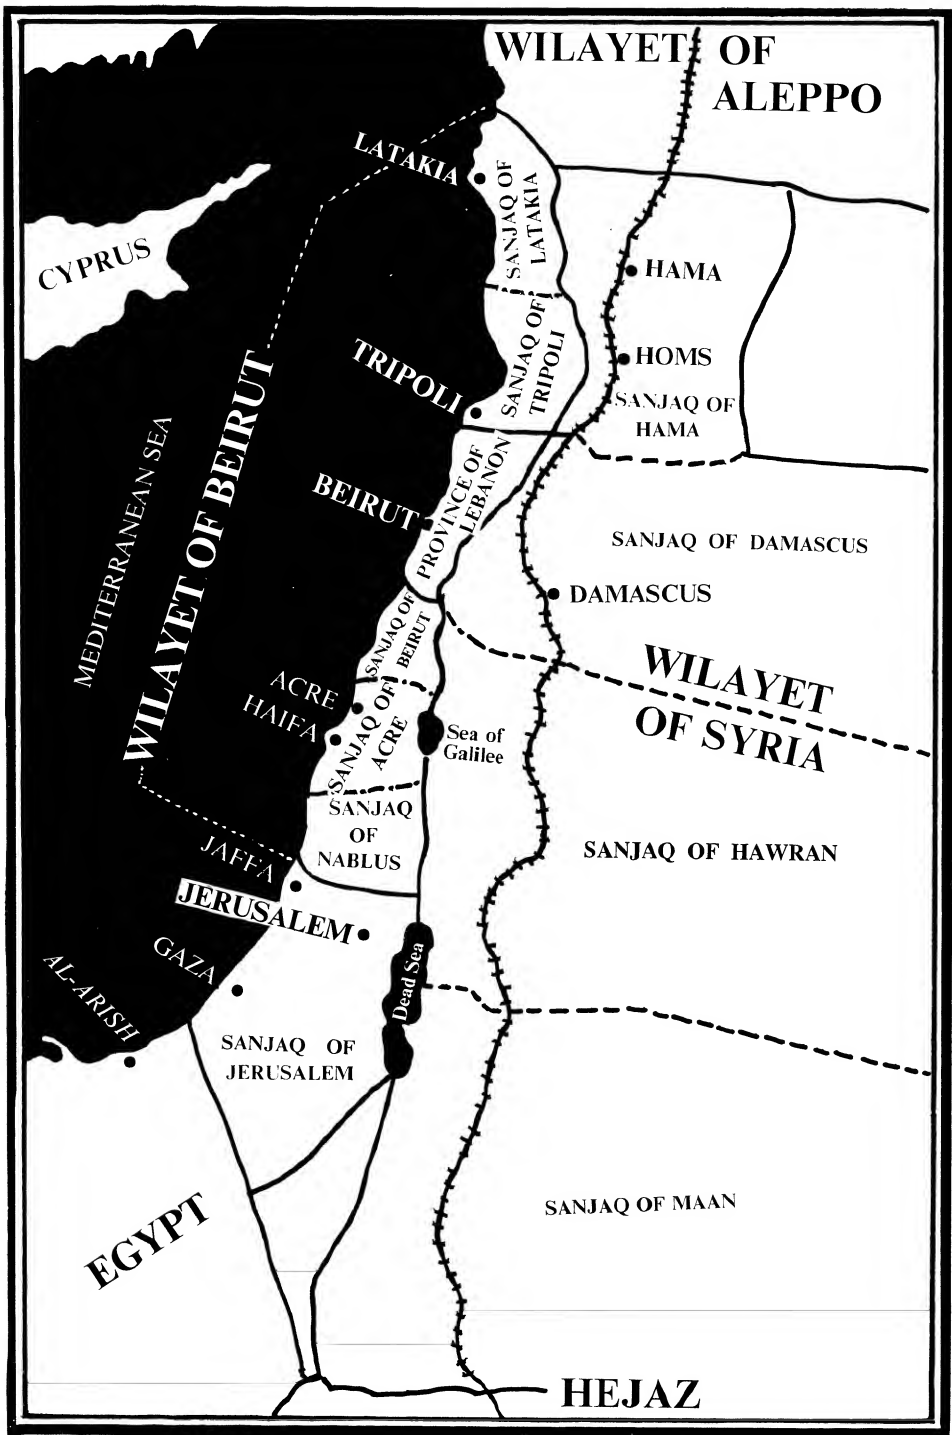 WILAYET OF
ALEPPO
LATAKIA
SANJAQ OF
LATAKIA
CYPRUS
HAMA
TRIPOLI
SANJAQ OF
TRIPOLI
HOMS
SANJAQ OF
HAMA
MEDITERRANEAN SEA
WILAYET OF BEIRUT
BEIRUT
PROVINCE OF
LEBANON
SANJAQ OF DAMASCUS
DAMASCUS
SANJAQ OF
BEIRUT
WILAYET
OF SYRIA
ACRE
HAIFA
SANJAQ OF
ACRE
Sea of
Galilee
SANJAQ
OF
NABLUS
SANJAQ OF HAWRAN
JAFFA
JERUSALEM
GAZA
AL-ARISH
Dead Sea
SANJAQ OF
JERUSALEM
EGYPT
SANJAQ OF MAAN
HEJAZ